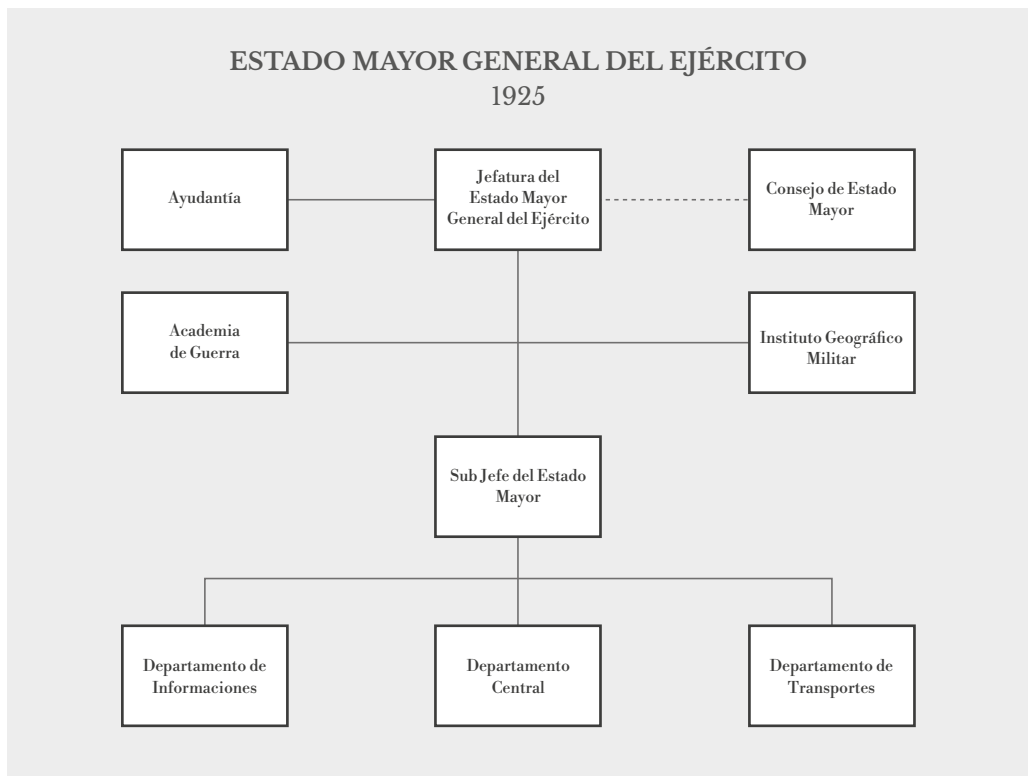 ESTADO MAYOR GENERAL DEL EJÉRCITO
1925
Ayudantía
Jefatura del
Estado Mayor
General del Ejército
Consejo de Estado
Mayor
Academia
de Guerra
Instituto Geográfico
Militar
Sub Jefe del Estado
Mayor
Departamento de
Informaciones
Departamento
Central
Departamento de
Transportes